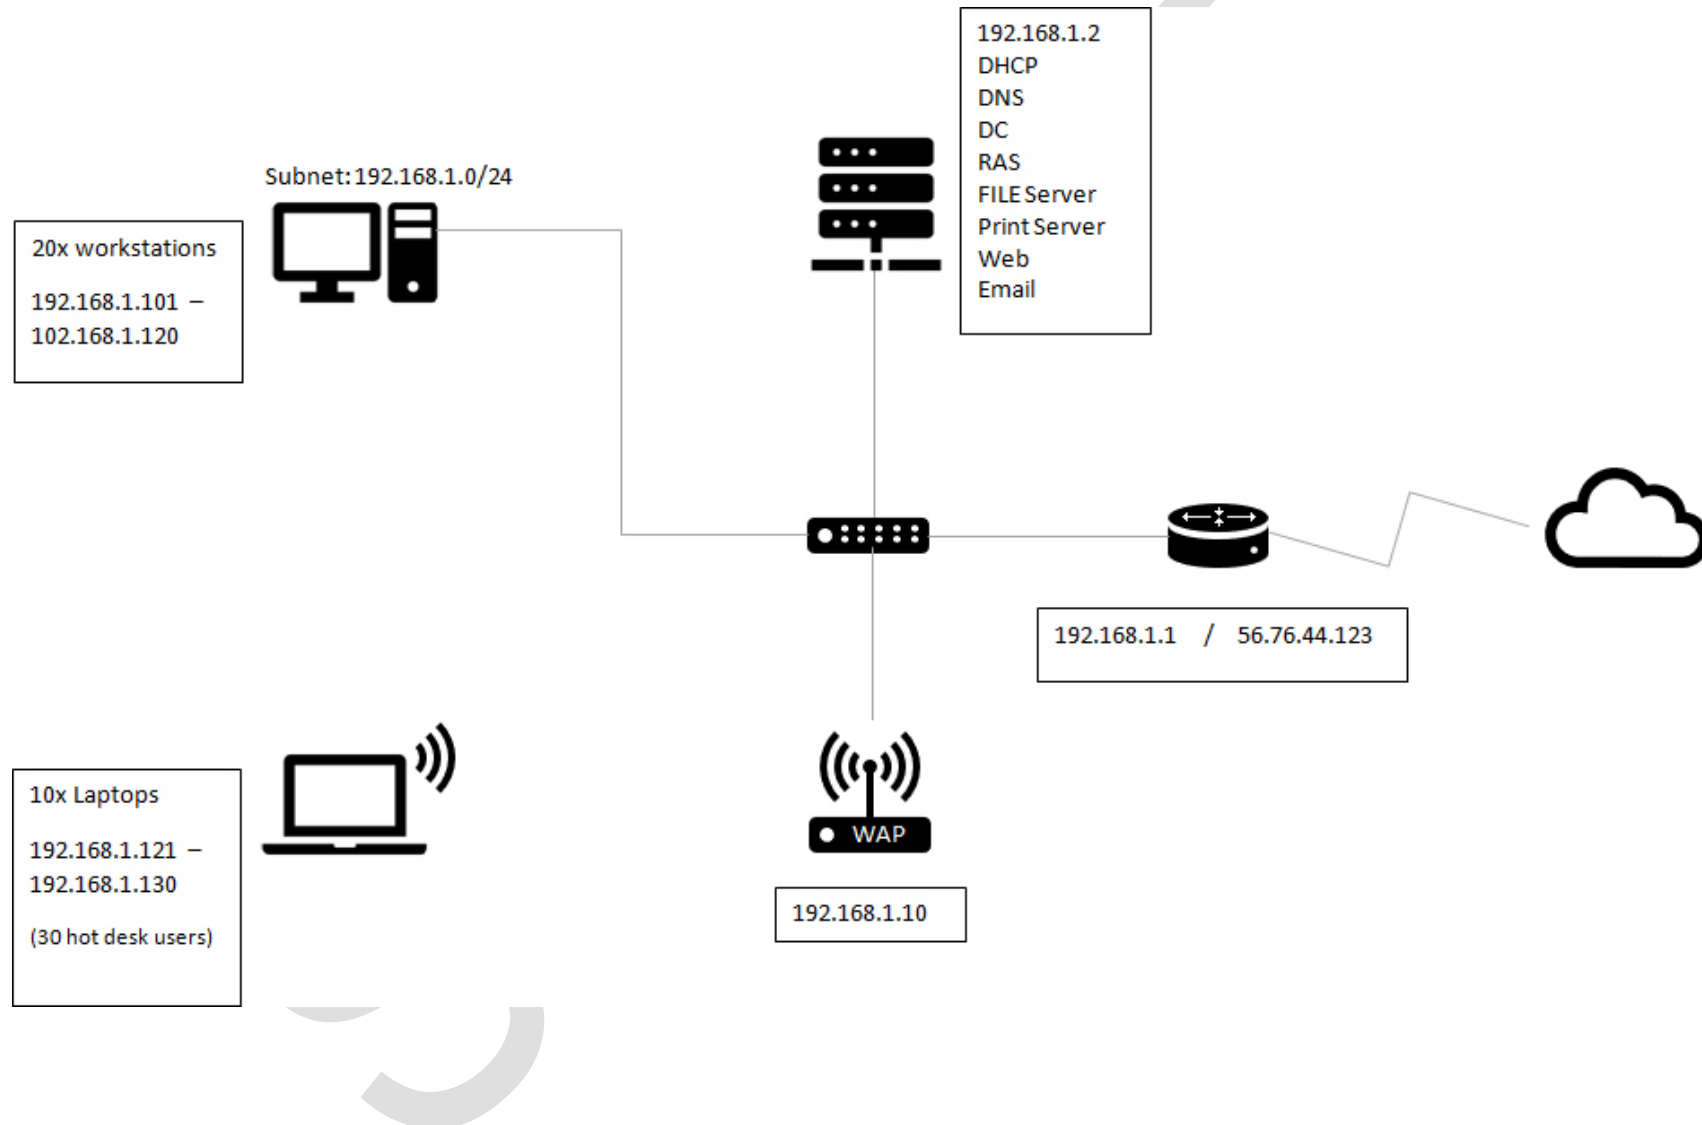 192.168.1.2
DHCP
DNS
DC
RAS
FILE Server
Print Server
Web
Email
Subnet: 192.168.1.0/24
20x workstations
192.168.1.101 –
102.168.1.120
192.168.1.1 / 56.76.44.123
10x Laptops
192.168.1.121 –
192.168.1.130
(30 hot desk users)
WAP
192.168.1.10